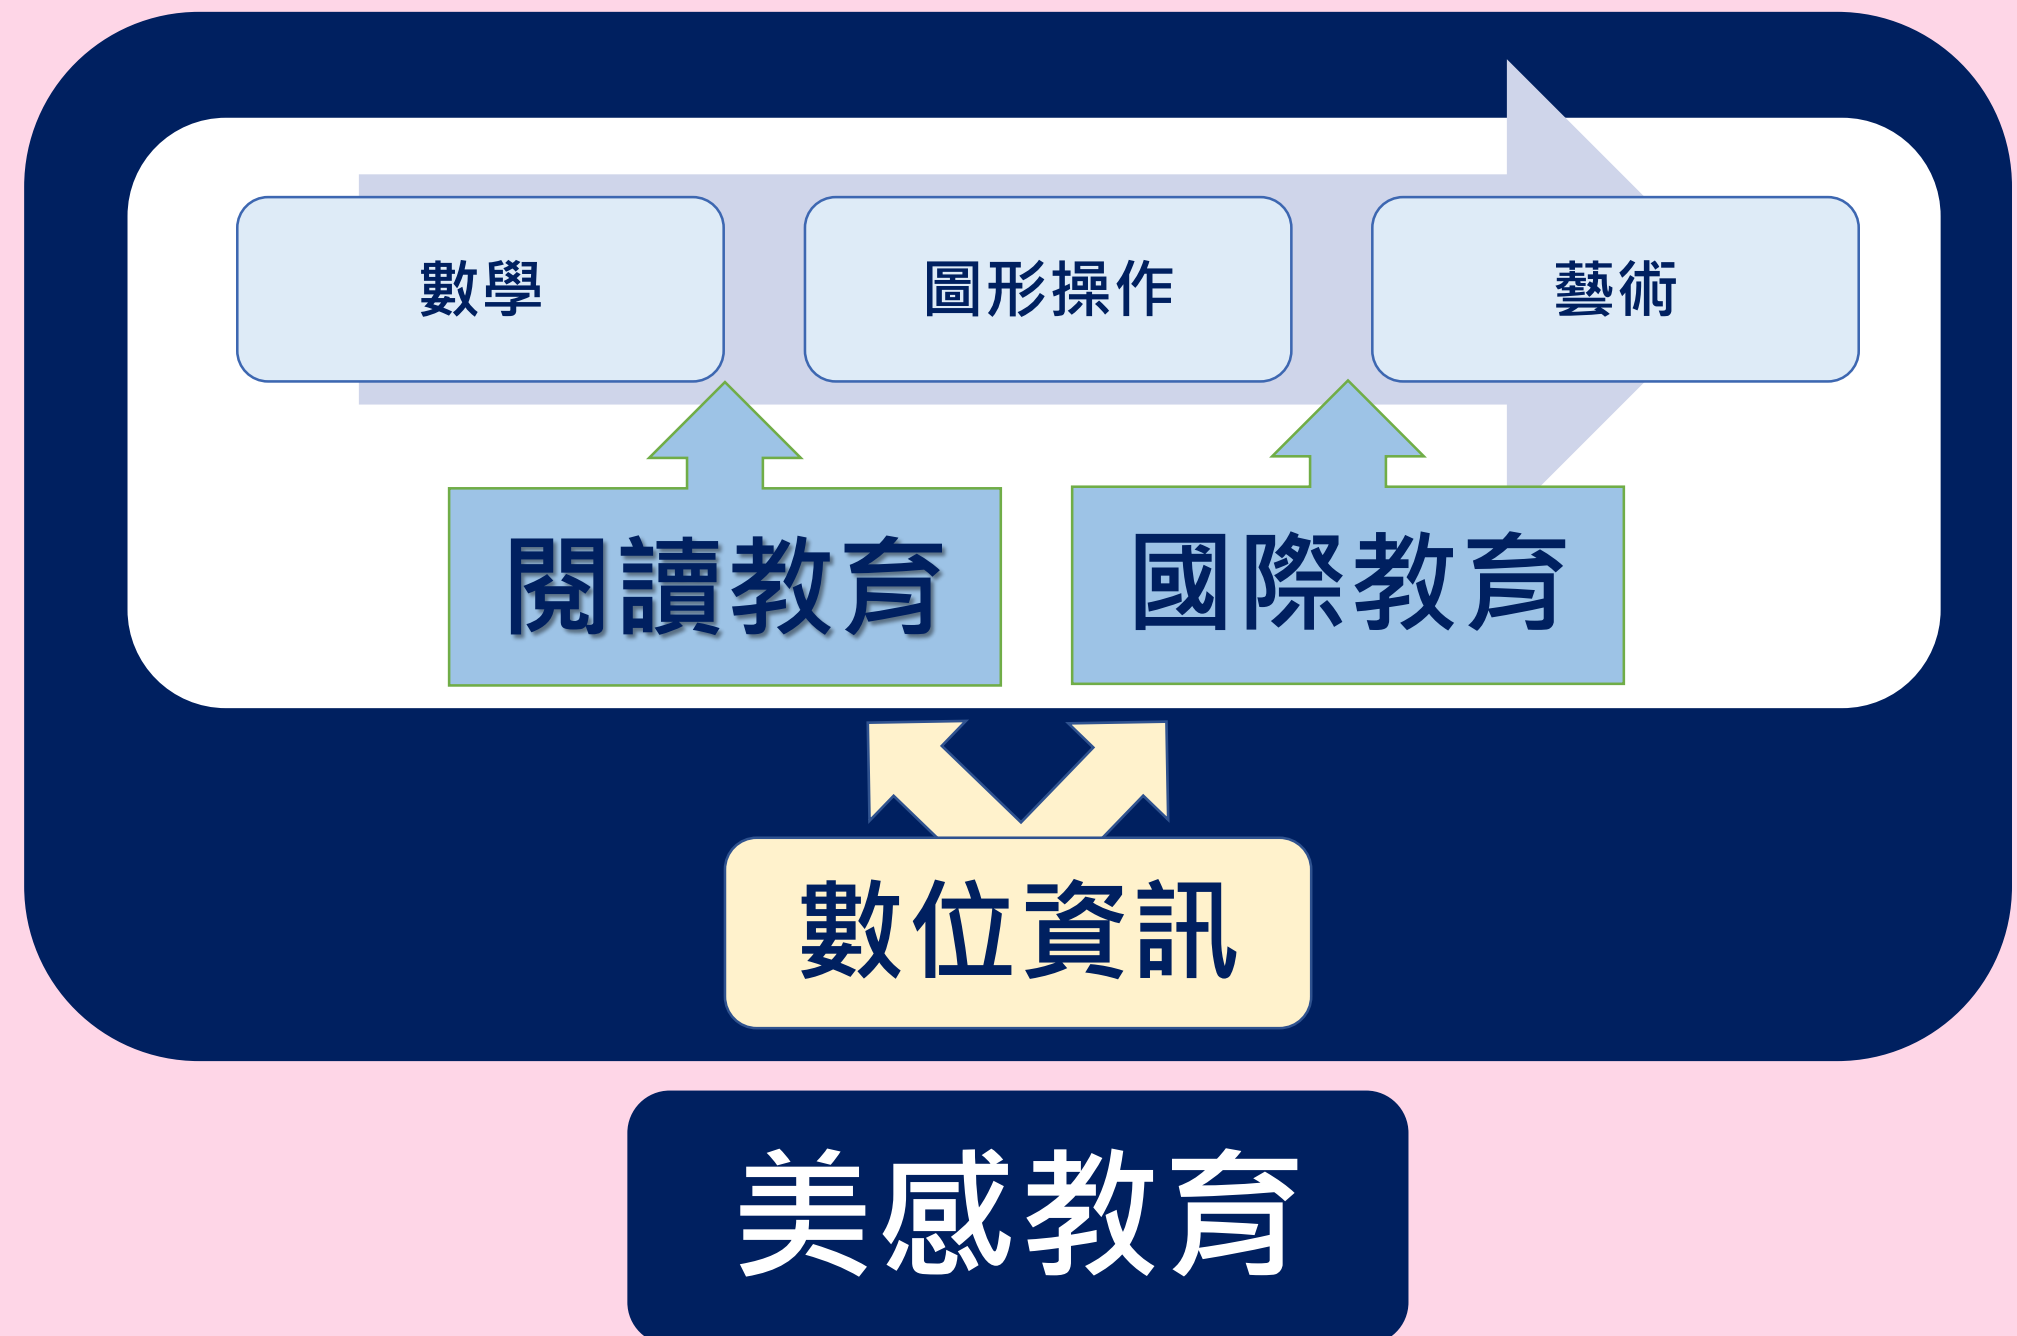 數學
圖形操作
藝術
閱讀教育
國際教育
數位資訊
美感教育